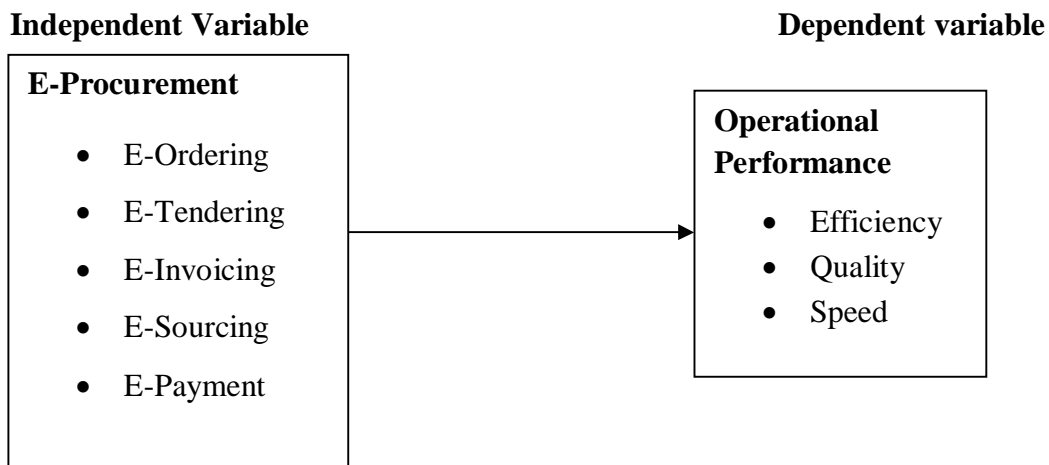 Independent Variable
Dependent variable
E-Procurement
• E-Ordering
• E-Tendering
• E-Invoicing
• E-Sourcing
• E-Payment
Operational
Performance
• Efficiency
• Quality
• Speed